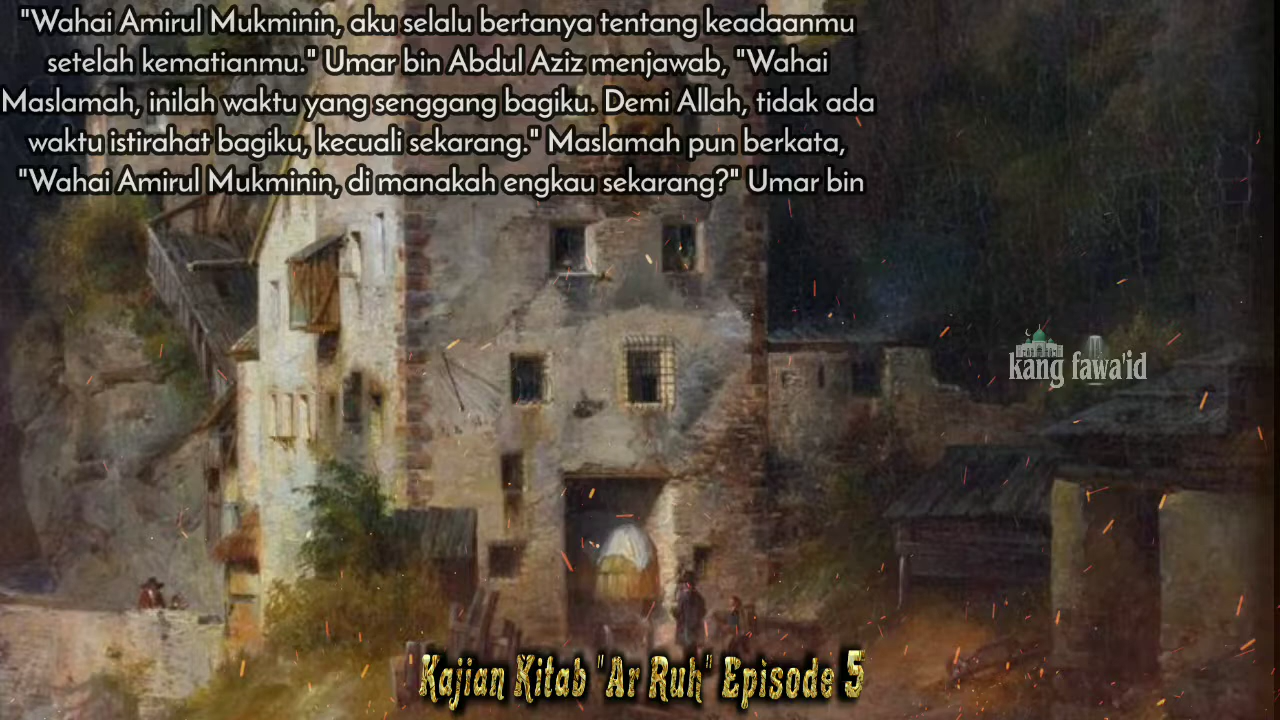 "Wahai Amirul Mukminin, aku selalu bertanya tentang keadaanmu
setelah kematianmu." Umar bin Abdul Aziz menjawab, "Wahai
Maslamah, inilah waktu yang senggang bagiku. Demi Allah, tidak ada
waktu istirahat bagiku, kecuali sekarang." Maslamah pun berkata,
"Wahai Amirul Mukminin, di manakah engkau sekarang?" Umar bin
kang fawa'id
Kajian Kitab "Ar Ruh" Episode 5